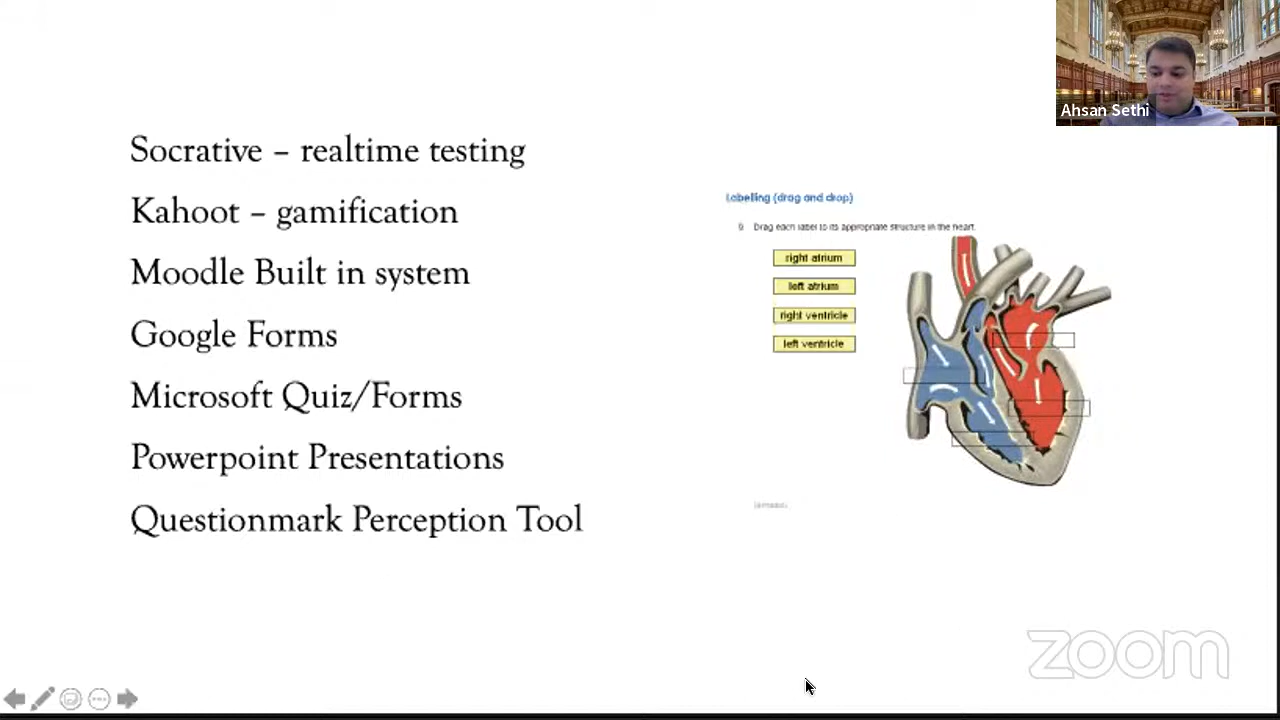 Ahsan Sethi
Socrative – realtime testing
Kahoot – gamification
Moodle Built in system
Google Forms
Microsoft Quiz/Forms
Powerpoint Presentations
Questionmark Perception Tool
Labelling (drag and drop)
Drag each label to its appropriate structure in the heart.
right atrium
left atrium
right ventricle
left ventricle
zoom